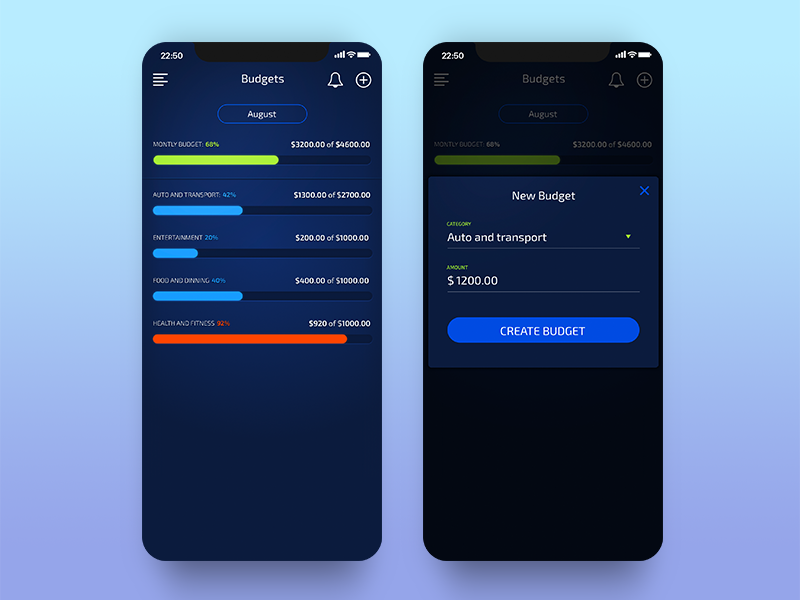 22:50
Budgets
August
MONTLY BUDGET: 68% $3200.00 of $4600.00
AUTO AND TRANSPORT: 42% $1300.00 of $2700.00
ENTERTAINMENT 20% $200.00 of $1000.00
FOOD AND DINNING 40% $400.00 of $1000.00
HEALTH AND FITNESS 92% $920 of $1000.00
22:50
Budgets
August
MONTLY BUDGET: 68% $3200.00 of $4600.00
New Budget
CATEGORY
Auto and transport
AMOUNT
$ 1200.00
CREATE BUDGET